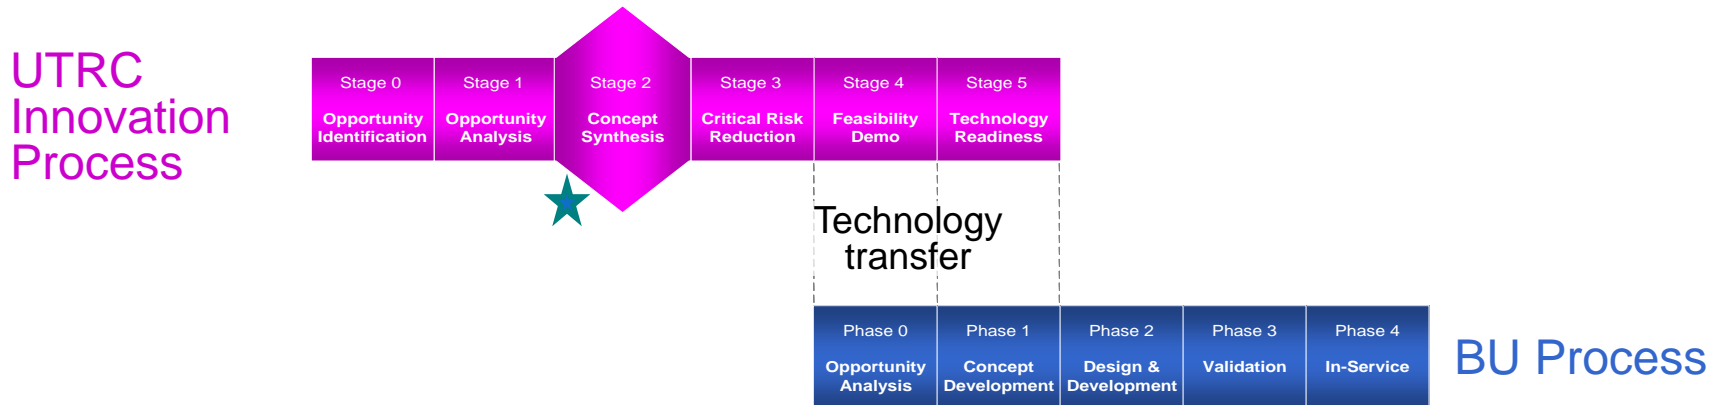 UTRC
Innovation
Process
Stage 0
Opportunity
Identification
Stage 1
Opportunity
Analysis
Stage 2
Concept
Synthesis
Stage 3
Critical Risk
Reduction
Stage 4
Feasibility
Demo
Stage 5
Technology
Readiness
Technology
transfer
Phase 0
Opportunity
Analysis
Phase 1
Concept
Development
Phase 2
Design &
Development
Phase 3
Validation
Phase 4
In-Service
BU Process